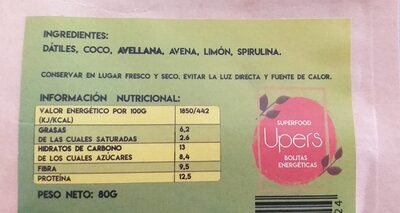 INGREDIENTES:
DÁTILES, COCO, AVELLANA, AVENA, LIMÓN, SPIRULINA.
CONSERVAR EN LUGAR FRESCO Y SECO. EVITAR LA LUZ DIRECTA Y FUENTE DE CALOR.
INFORMACIÓN NUTRICIONAL:
VALOR ENERGÉTICO POR 100G 1850/442
(KJ/KCAL)
GRASAS 6,2
DE LAS CUALES SATURADAS 2.6
HIDRATOS DE CARBONO 13
DE LOS CUALES AZÚCARES 8,4
FIBRA 9,5
PROTEÍNA 12.5
PESO NETO: 80G
SUPERFOOD
Upers
BOLITAS
ENERGÉTICAS
24